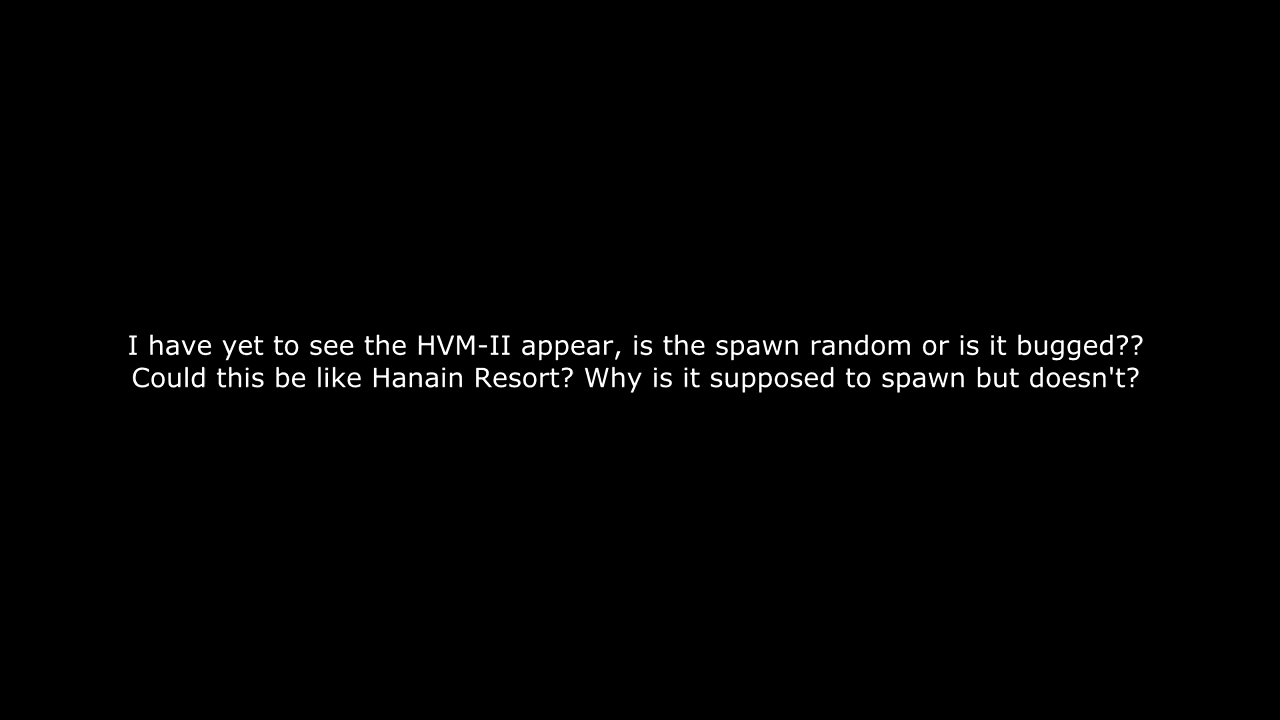 I have yet to see the HVM-II appear, is the spawn random or is it bugged??
Could this be like Hanain Resort? Why is it supposed to spawn but doesn't?